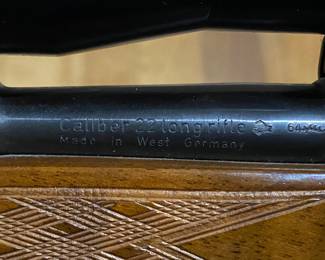 Caliber 22 long rifle
Made in West Germany